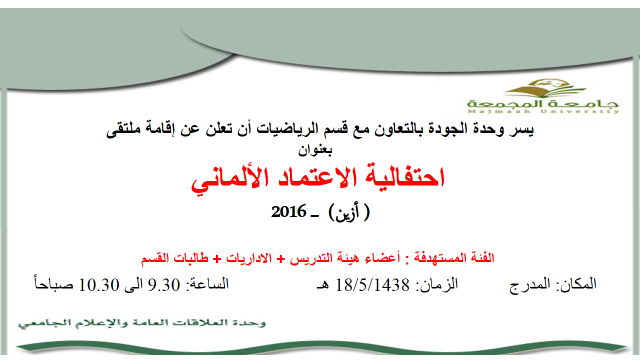 جامعة المجمعة
Majmaah University
يسر وحدة الجودة بالتعاون مع قسم الرياضيات أن تعلن عن إقامة ملتقى
بعنوان
احتفالية الاعتماد الألماني
(أزين) – 2016
الفئة المستهدفة : أعضاء هيئة التدريس + الاداريات + طالبات القسم
المكان: المدرج الزمان: 18/5/1438 هـ الساعة: 9.30 الى 10.30 صباحاً
وحدة العلاقات العامة والإعلام الجامعي